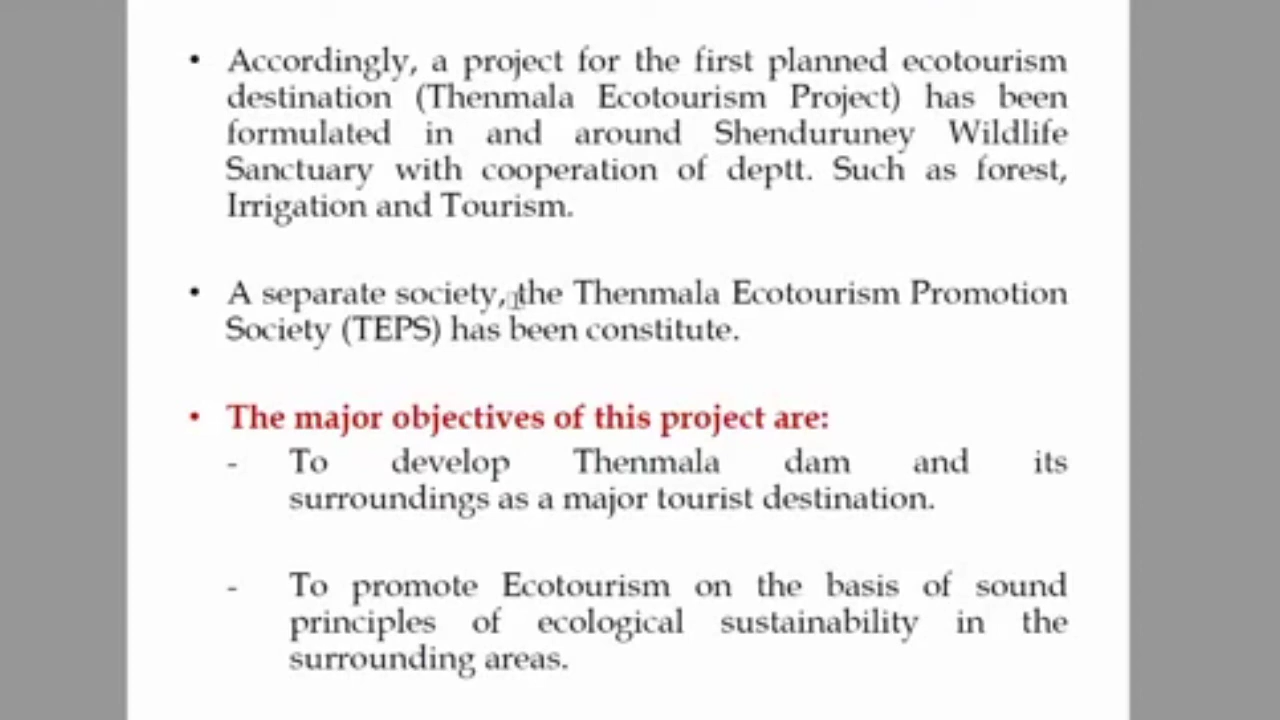 • Accordingly, a project for the first planned ecotourism
destination (Thenmala Ecotourism Project) has been
formulated in and around Shenduruney Wildlife
Sanctuary with cooperation of deptt. Such as forest,
Irrigation and Tourism.
• A separate society, the Thenmala Ecotourism Promotion
Society (TEPS) has been constitute.
• The major objectives of this project are:
- To develop Thenmala dam and its
surroundings as a major tourist destination.
- To promote Ecotourism on the basis of sound
principles of ecological sustainability in the
surrounding areas.